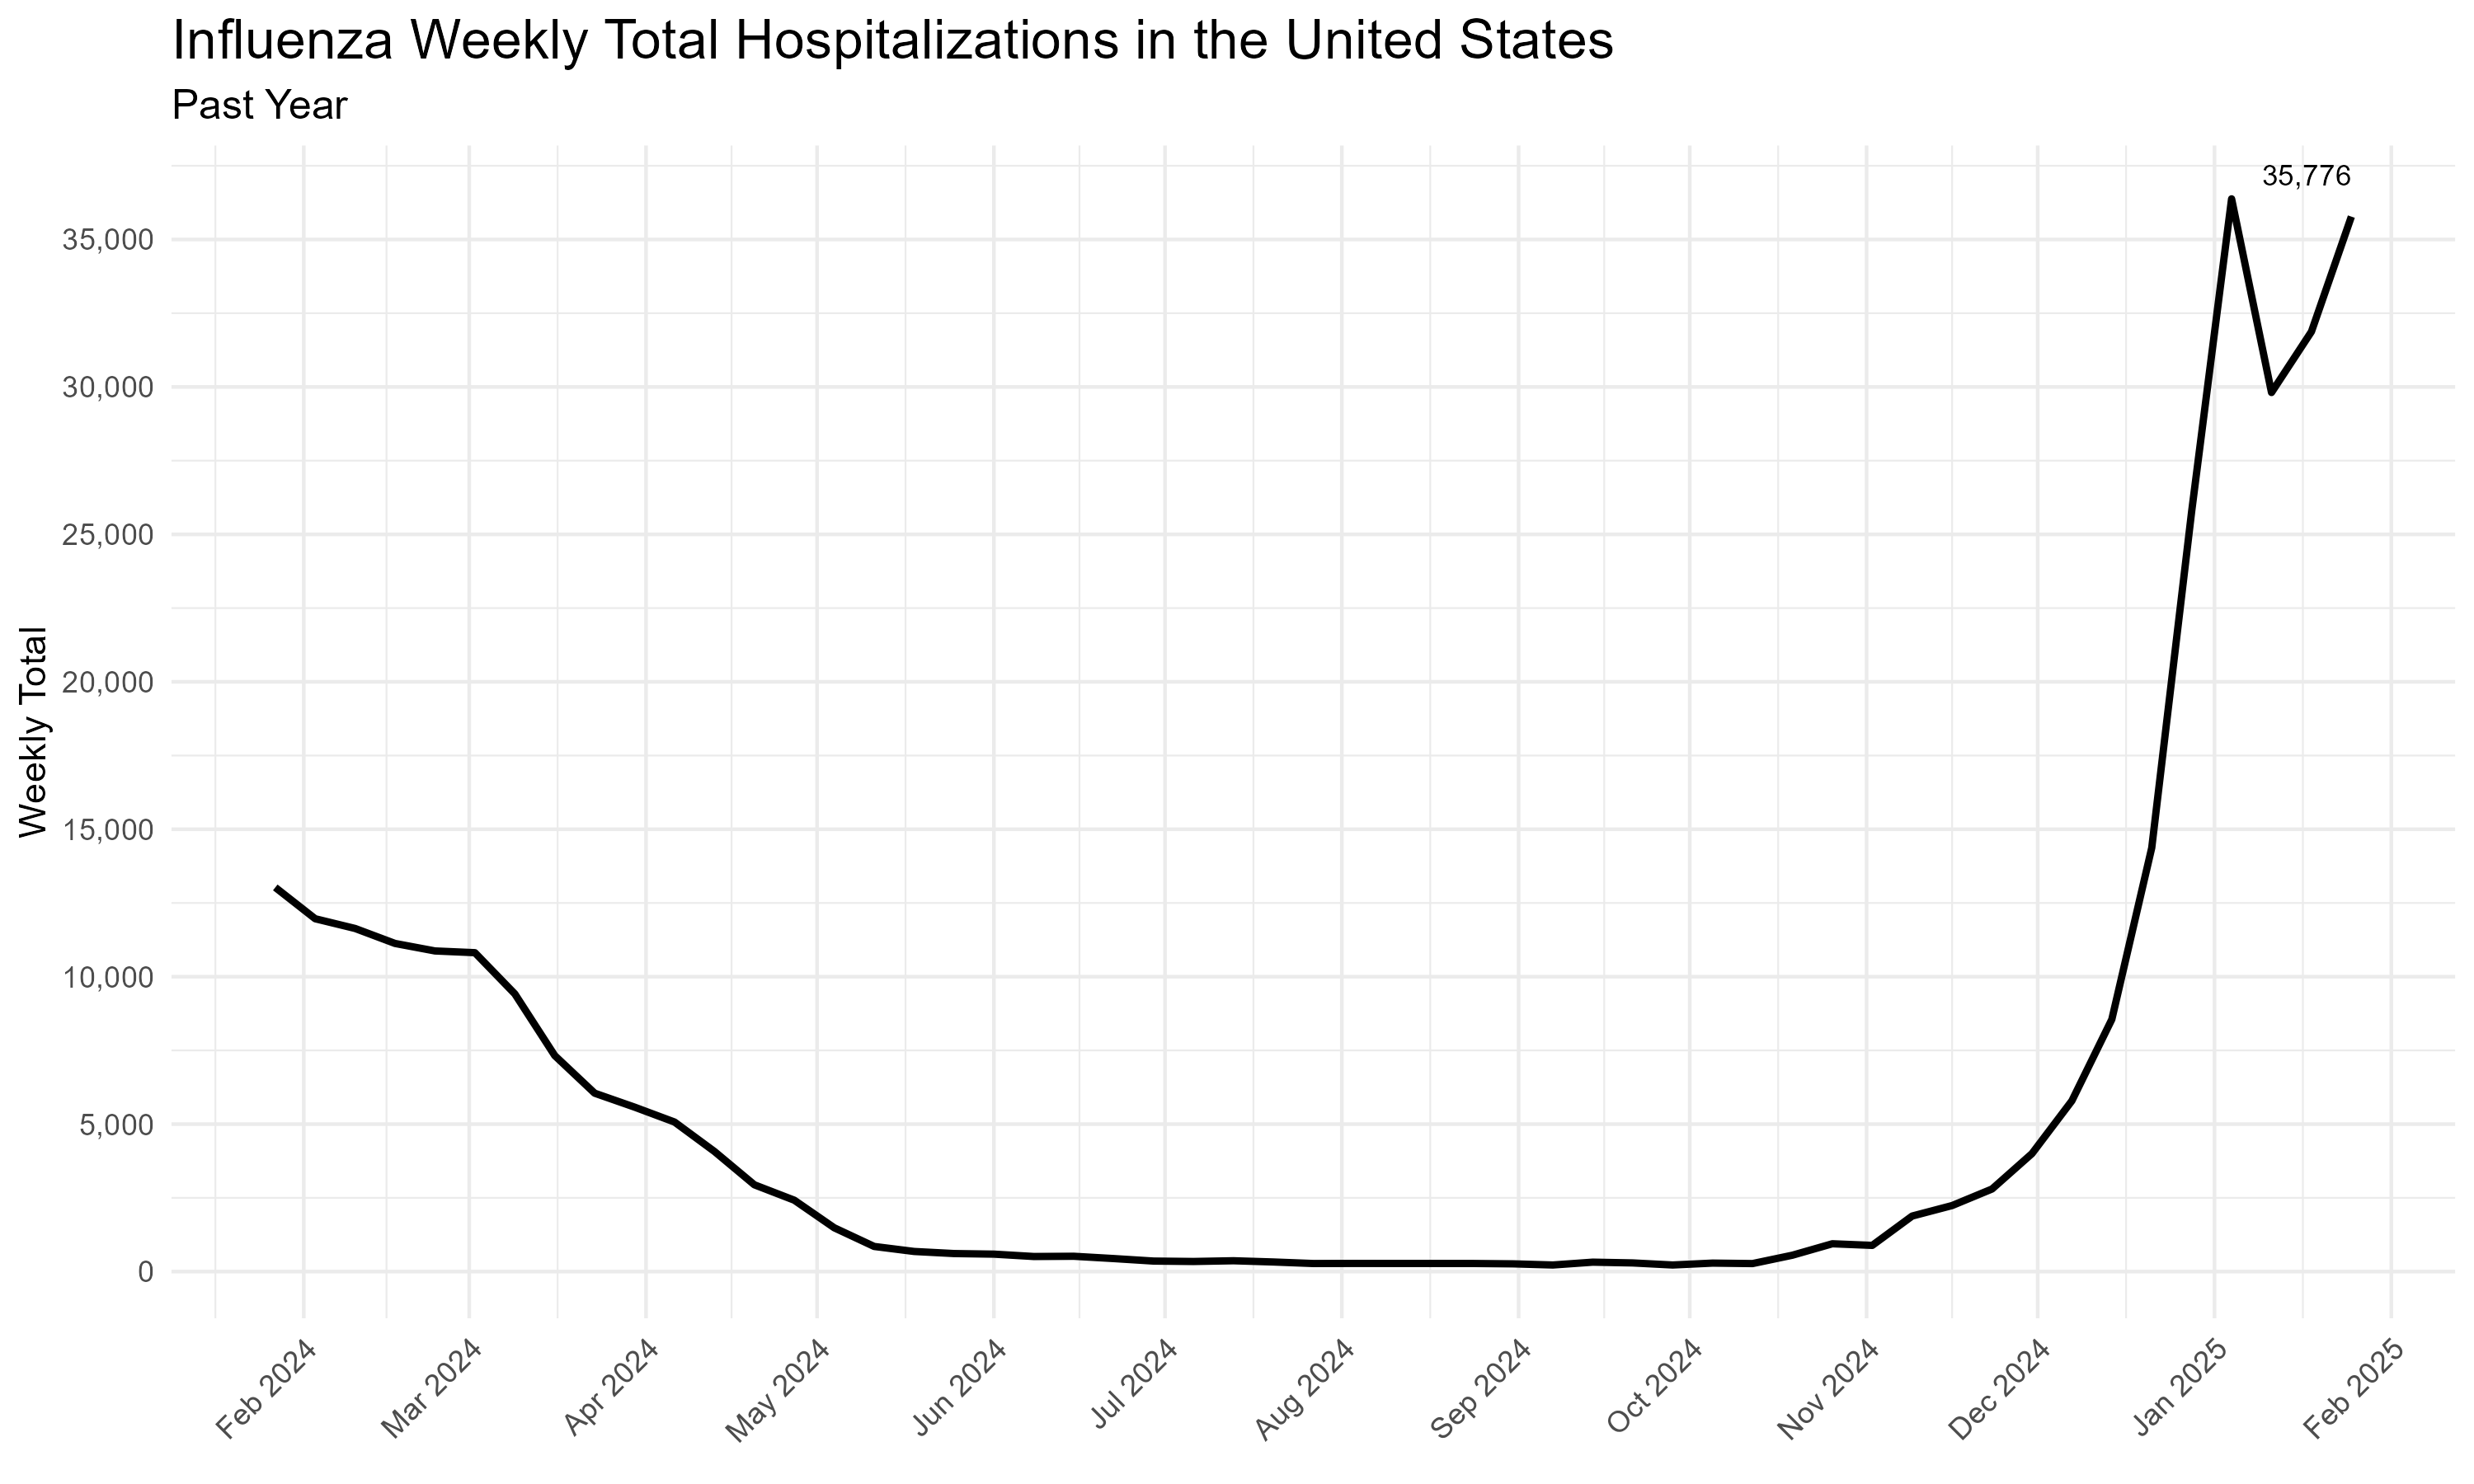 Influenza Weekly Total Hospitalizations in the United States
Past Year
35,776
35,000
30,000
25,000
20,000
15,000
10,000
5,000
0
Weekly Total
Feb 2024
Mar 2024
Apr 2024
May 2024
Jun 2024
Jul 2024
Aug 2024
Sep 2024
Oct 2024
Nov 2024
Dec 2024
Jan 2025
Feb 2025